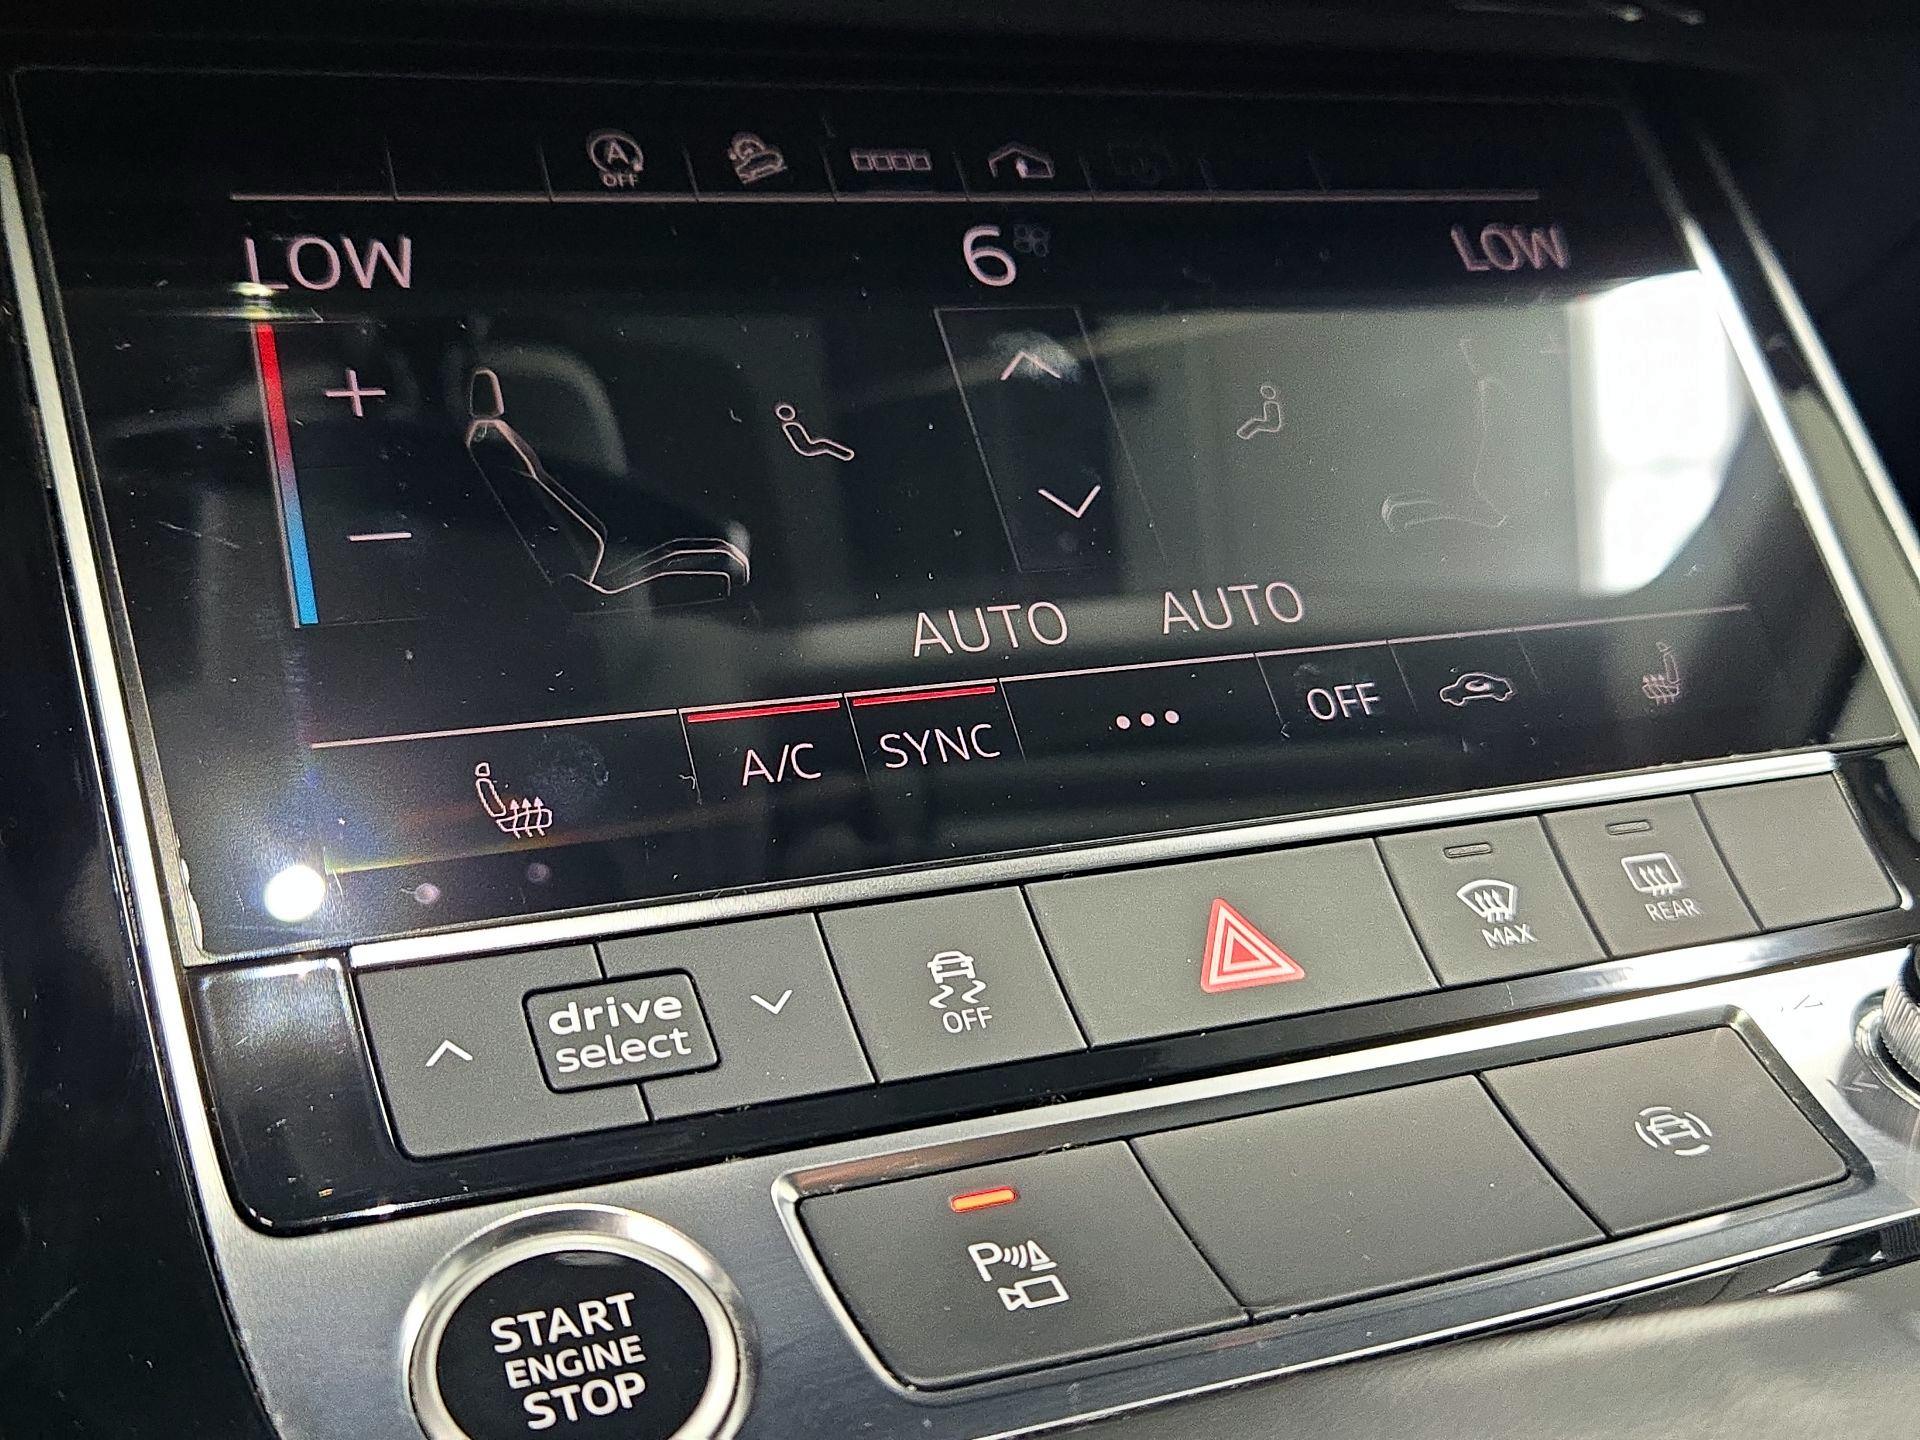 A
OFF
LOW 6 LOW
AUTO AUTO
A/C SYNC ... OFF
MAX
REAR
drive
select
OFF
P
START
ENGINE
STOP